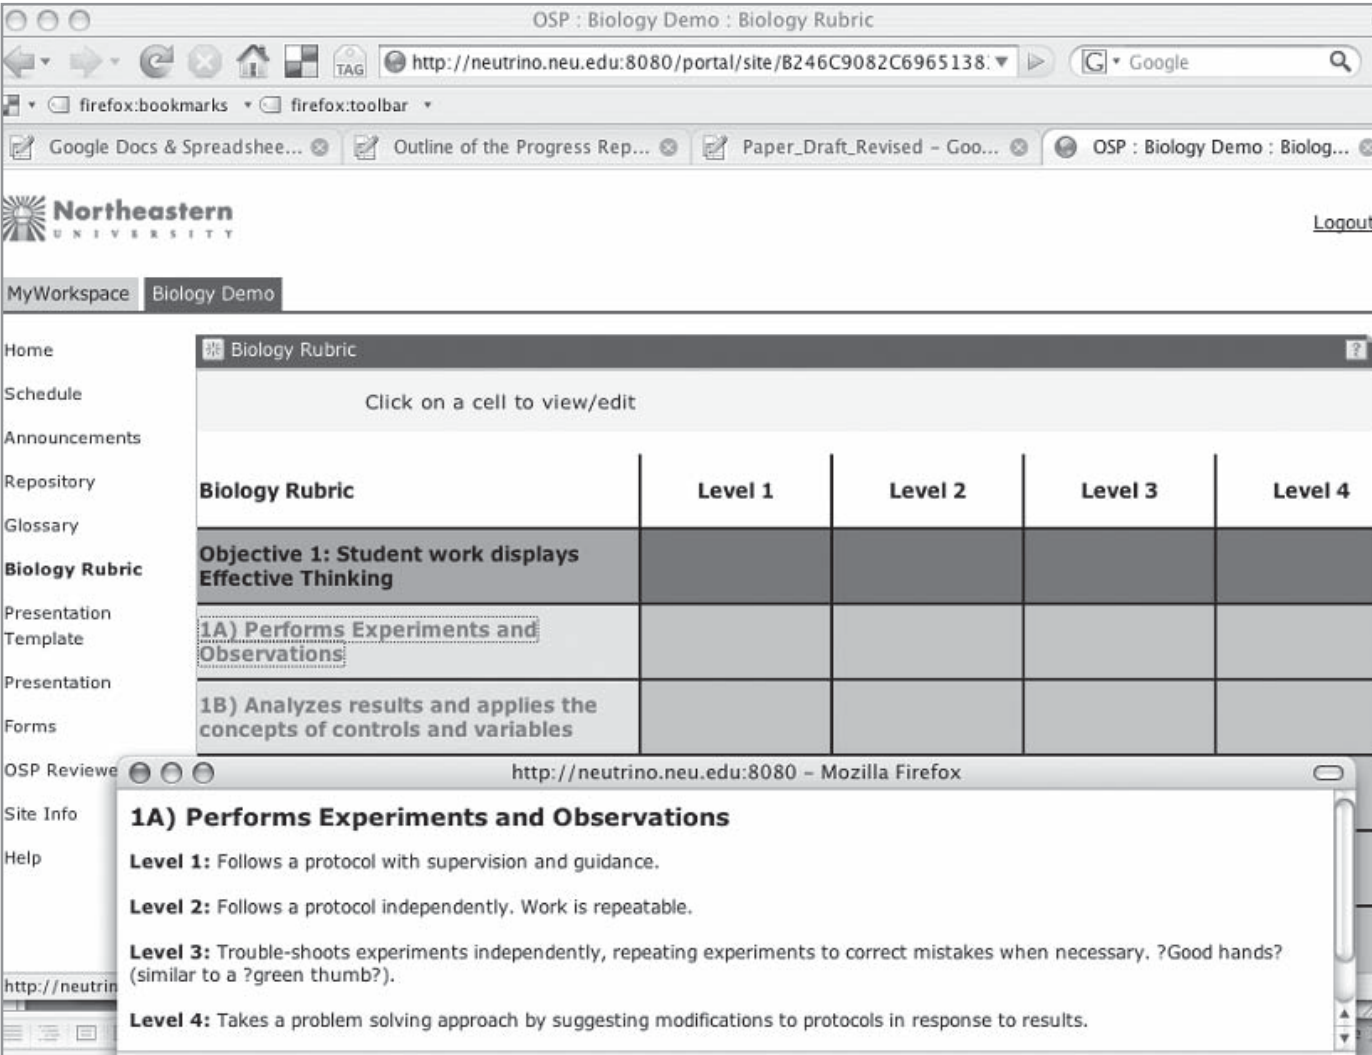 OSP : Biology Demo : Biology Rubric
TAG
http://neutrino.neu.edu:8080/portal/site/B246C9082C6965138:
G
Google
firefox:bookmarks
firefox:toolbar
Google Docs & Spreadshee...
Outline of the Progress Rep...
Paper_Draft_Revised – Goo...
OSP : Biology Demo : Biolog...
Northeastern
UNIVERSITY
Logout
MyWorkspace
Biology Demo
Home
Schedule
Announcements
Repository
Glossary
Biology Rubric
Presentation
Template
Presentation
Forms
OSP Reviewe
Site Info
Help
http://neutrin
Biology Rubric
?
Click on a cell to view/edit
Biology Rubric Level 1 Level 2 Level 3 Level 4
Objective 1: Student work displays
Effective Thinking
1A) Performs Experiments and
Observations
1B) Analyzes results and applies the
concepts of controls and variables
http://neutrino.neu.edu:8080 – Mozilla Firefox
1A) Performs Experiments and Observations
Level 1: Follows a protocol with supervision and guidance.
Level 2: Follows a protocol independently. Work is repeatable.
Level 3: Trouble-shoots experiments independently, repeating experiments to correct mistakes when necessary. ?Good hands?
(similar to a ?green thumb?).
Level 4: Takes a problem solving approach by suggesting modifications to protocols in response to results.